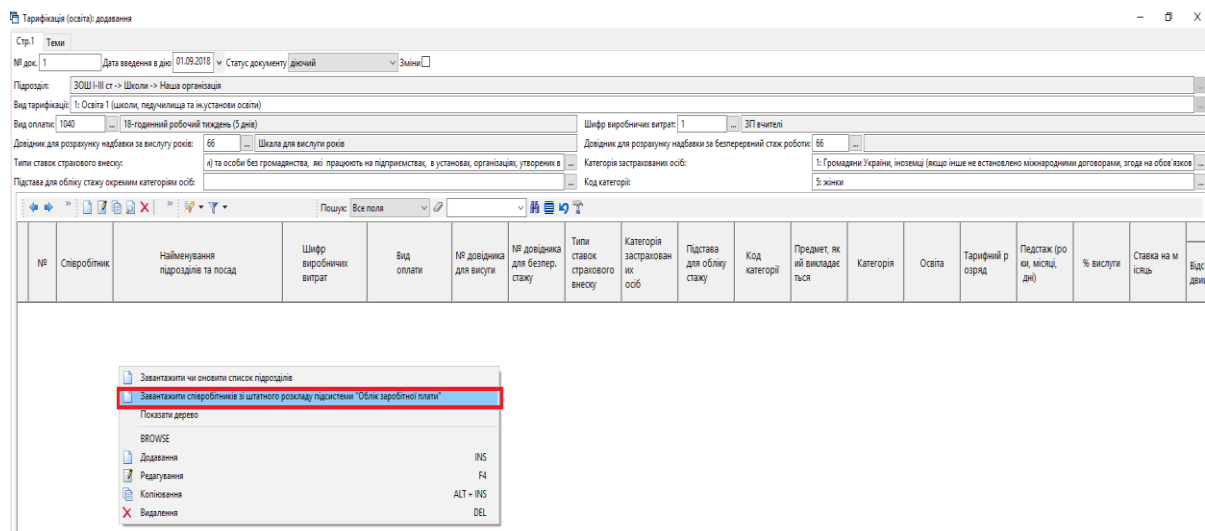 Тарифікація (освіта): додавання
Стр.1 Теми
№ док. 1 Дата введення в дію 01.09.2018 Статус документу діючий Зміни
Підрозділ: ЗОШ I-III ст -> Школи -> Наша організація
Вид тарифікації: 1: Освіта 1 (школи, педучилища та ін.установи освіти)
Вид оплати: 1040 ... 18-годинний робочий тиждень (5 днів) Шифр виробничих витрат: 1 ... ЗП вчителі
Довідник для розрахунку надбавки за вислугу років: 66 ... Шкала для вислуги років Довідник для розрахунку надбавки за безперервний стаж роботи: 66 ...
Типи ставок страхового внеску: и) та особи без громадянства, які працюють на підприємствах, в установах, організаціях, утворених в ... Категорія застрахованих осіб: 1: Громадяни України, іноземці (якщо інше не встановлено міжнародними договорами, згода на обов'язков ...
Підстава для обліку стажу окремим категоріям осіб: ... Код категорії: 5: жінки ...
Пошук: Все поля
№ Співробітник Найменування підрозділів та посад Шифр виробничих витрат Вид оплати № довідника для висуги № довідника для безпер. стажу Типи ставок страхового внеску Категорія застрахован их осіб Підстава для обліку стажу Код категорії Предмет, як ий викладає ться Категорія Освіта Тарифний р озряд Педстаж (ро ки, місяці, дні) % вислуги Ставка на м ісяць Відс двиш
Завантажити чи оновити список підрозділів
Завантажити співробітників зі штатного розкладу підсистеми "Облік заробітної плати"
Показати дерево
BROWSE
Додавання INS
Редагування F4
Копіювання ALT + INS
Видалення DEL